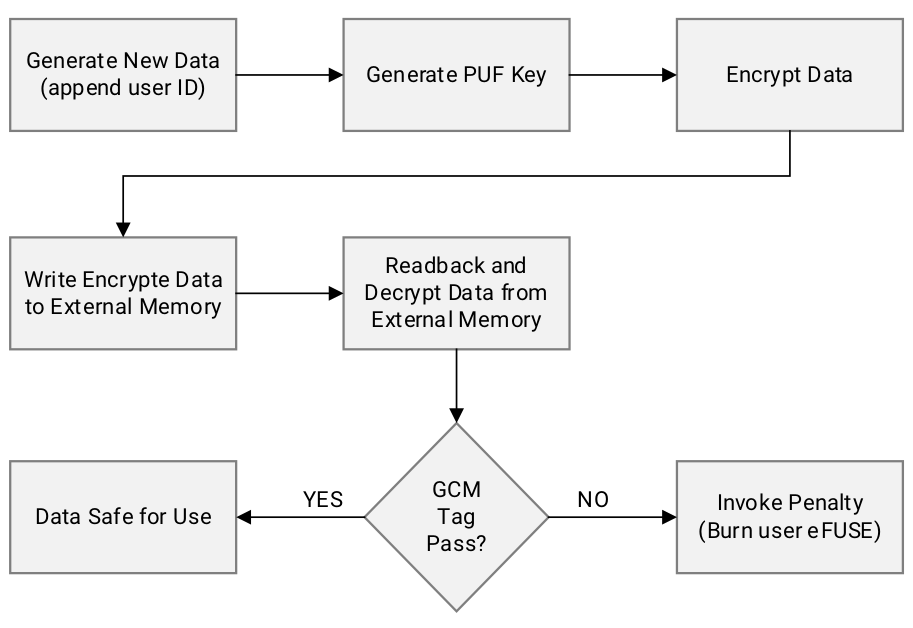 Generate New Data
(append user ID)
Generate PUF Key
Encrypt Data
Write Encrypte Data
to External Memory
Readback and
Decrypt Data from
External Memory
GCM
Tag
Pass?
YES
NO
Data Safe for Use
Invoke Penalty
(Burn user eFUSE)